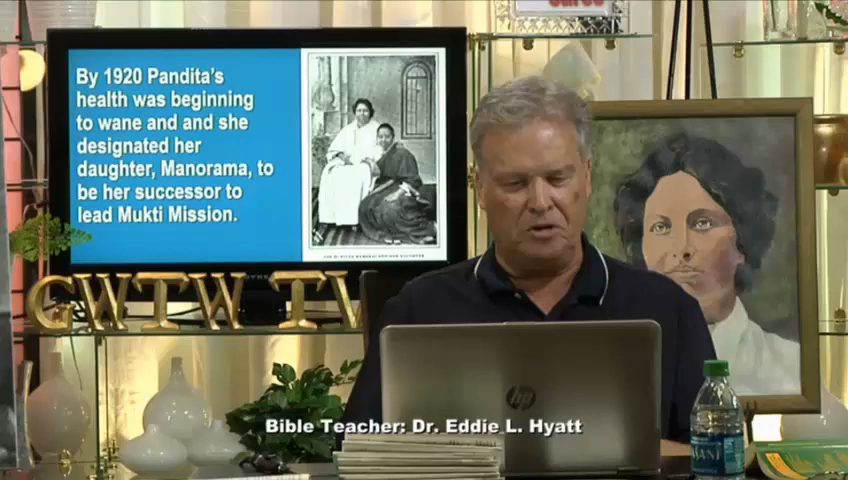 By 1920 Pandita's
health was beginning
to wane and and she
designated her
daughter, Manorama, to
be her successor to
lead Mukti Mission.
GWTW TV
hp
Bible Teacher: Dr. Eddie L. Hyatt